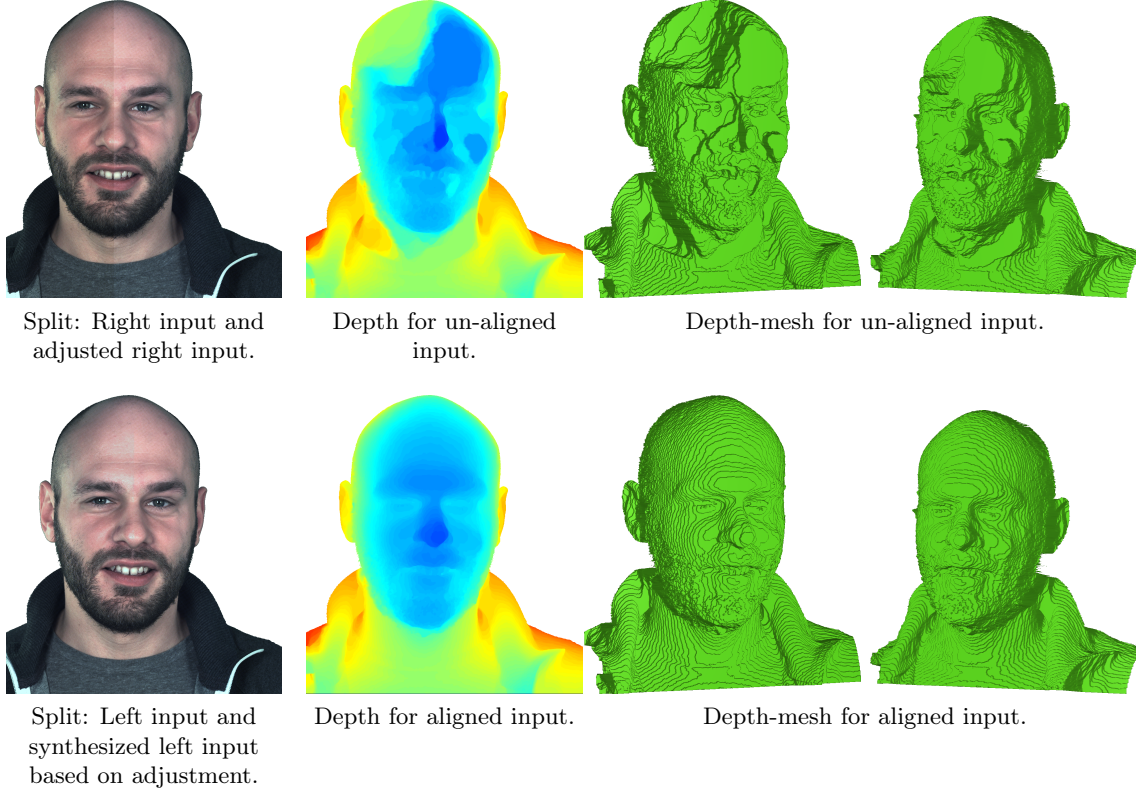 Split: Right input and
adjusted right input.
Depth for un-aligned
input.
Depth-mesh for un-aligned input.
Split: Left input and
synthesized left input
based on adjustment.
Depth for aligned input.
Depth-mesh for aligned input.